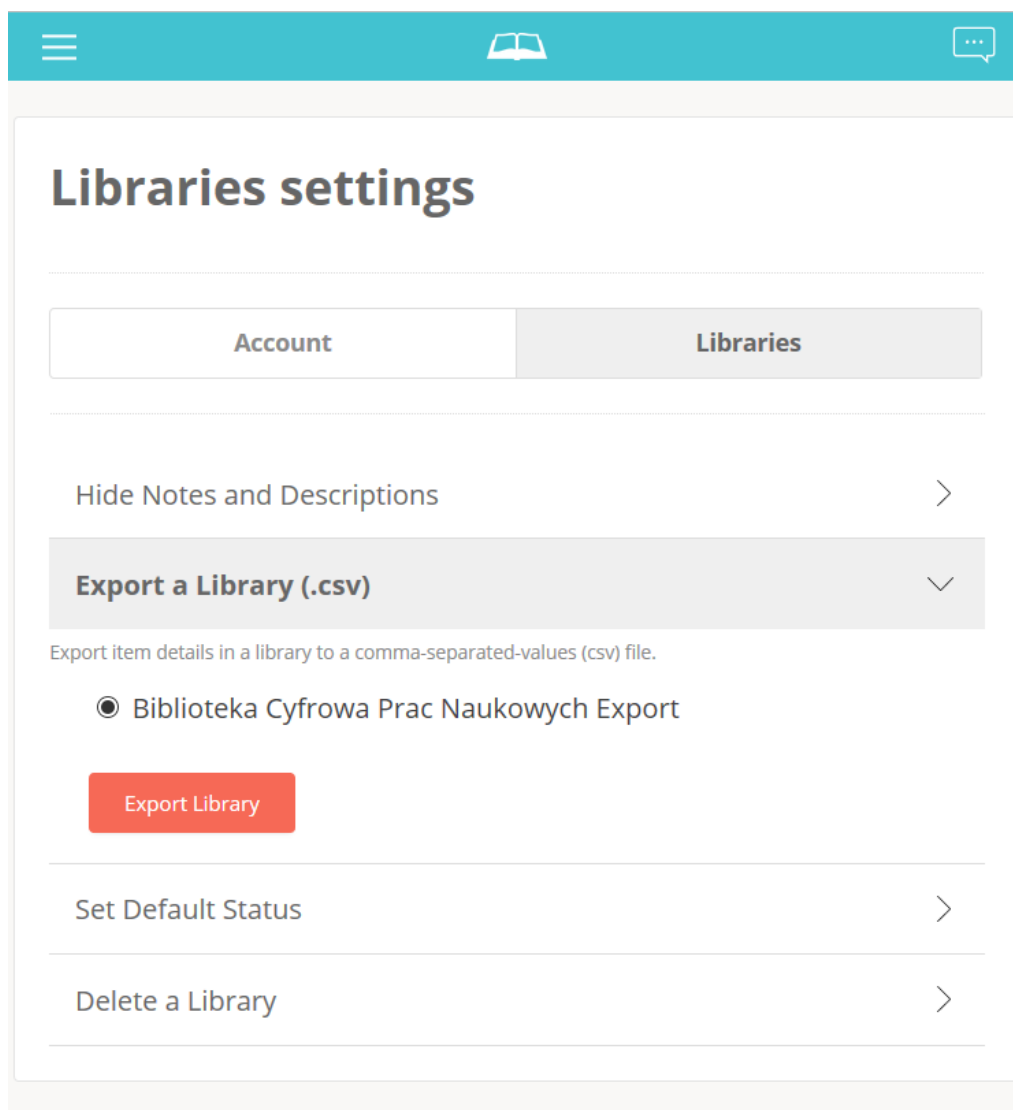 Libraries settings
Account
Libraries
Hide Notes and Descriptions
Export a Library (.csv)
Export item details in a library to a comma-separated-values (csv) file.
Biblioteka Cyfrowa Prac Naukowych Export
Export Library
Set Default Status
Delete a Library